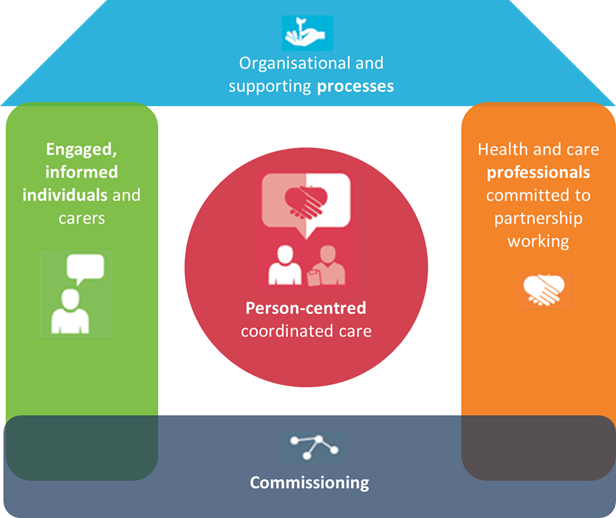 Organisational and
supporting processes
Engaged,
informed
individuals and
carers
Health and care
professionals
committed to
partnership
working
Person-centred
coordinated care
Commissioning